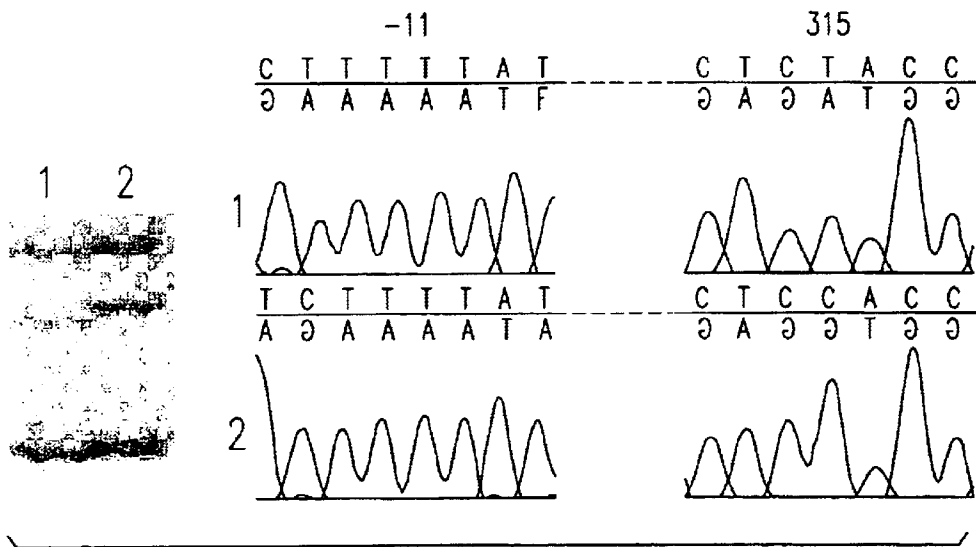 -11 315
C T T T T T A T C T C T A C C
G A A A A A T F G A G A T G G
1 2
1
T C T T T T A T C T C C A C C
A G A A A A T A G A G G T G G
2